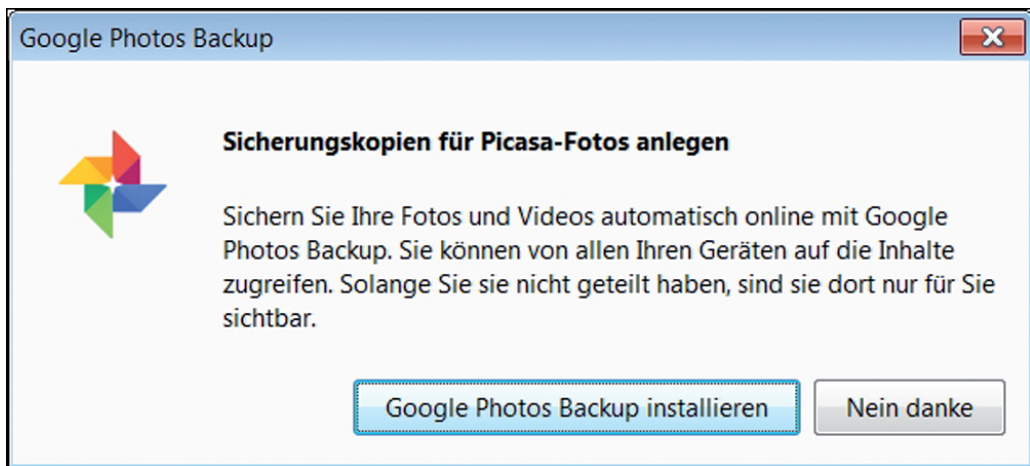 Google Photos Backup
Sicherungskopien für Picasa-Fotos anlegen
Sichern Sie Ihre Fotos und Videos automatisch online mit Google
Photos Backup. Sie können von allen Ihren Geräten auf die Inhalte
zugreifen. Solange Sie sie nicht geteilt haben, sind sie dort nur für Sie
sichtbar.
Google Photos Backup installieren
Nein danke